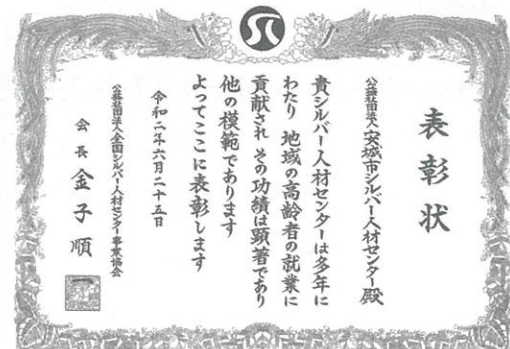 表彰状
公益社団法人安城市シルバー人材センター殿
貴シルバー人材センターは多年に
わたり 地域の高齢者の就業に
貢献され その功績は顕著であり
他の模範であります
よってここに表彰します
令和二年六月二十五日
公益社団法人全国シルバー人材センター事業協会
会長 金子順一